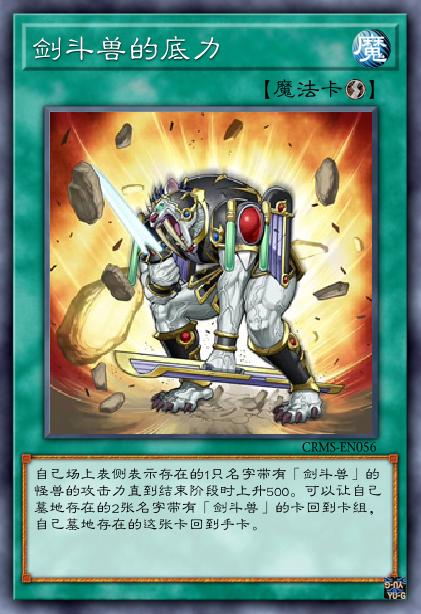 剑斗兽的底力
魔
【魔法卡】
CRMS-EN056
自己场上表侧表示存在的1只名字带有「剑斗兽」的
怪兽的攻击力直到结束阶段时上升500。可以让自己
墓地存在的2张名字带有「剑斗兽」的卡回到卡组，
自己墓地存在的这张卡回到手卡。